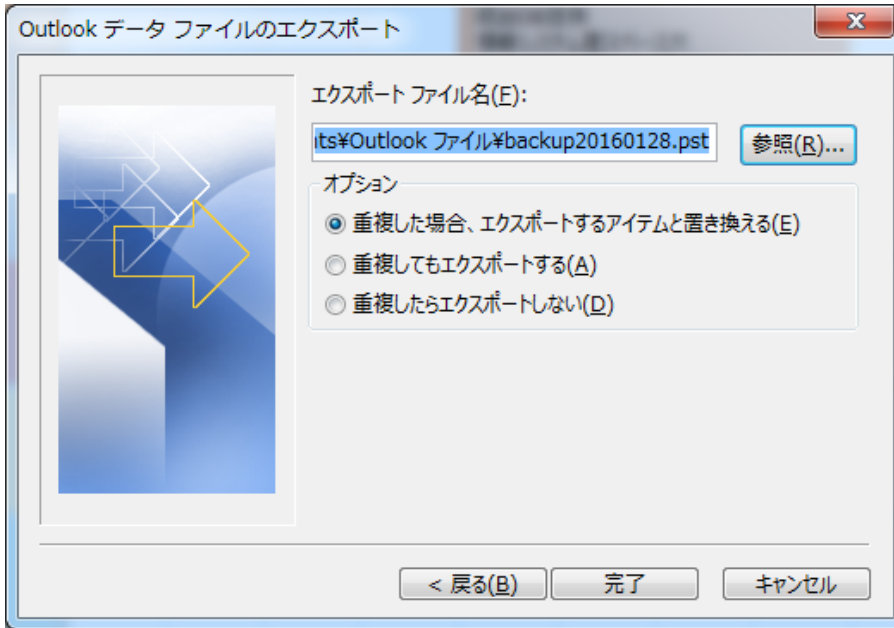 Outlook データ ファイルのエクスポート
エクスポート ファイル名(F):
ts¥Outlook ファイル¥backup20160128.pst
参照(R)...
オプション
重複した場合、エクスポートするアイテムと置き換える(E)
重複してもエクスポートする(A)
重複したらエクスポートしない(D)
< 戻る(B)
完了
キャンセル